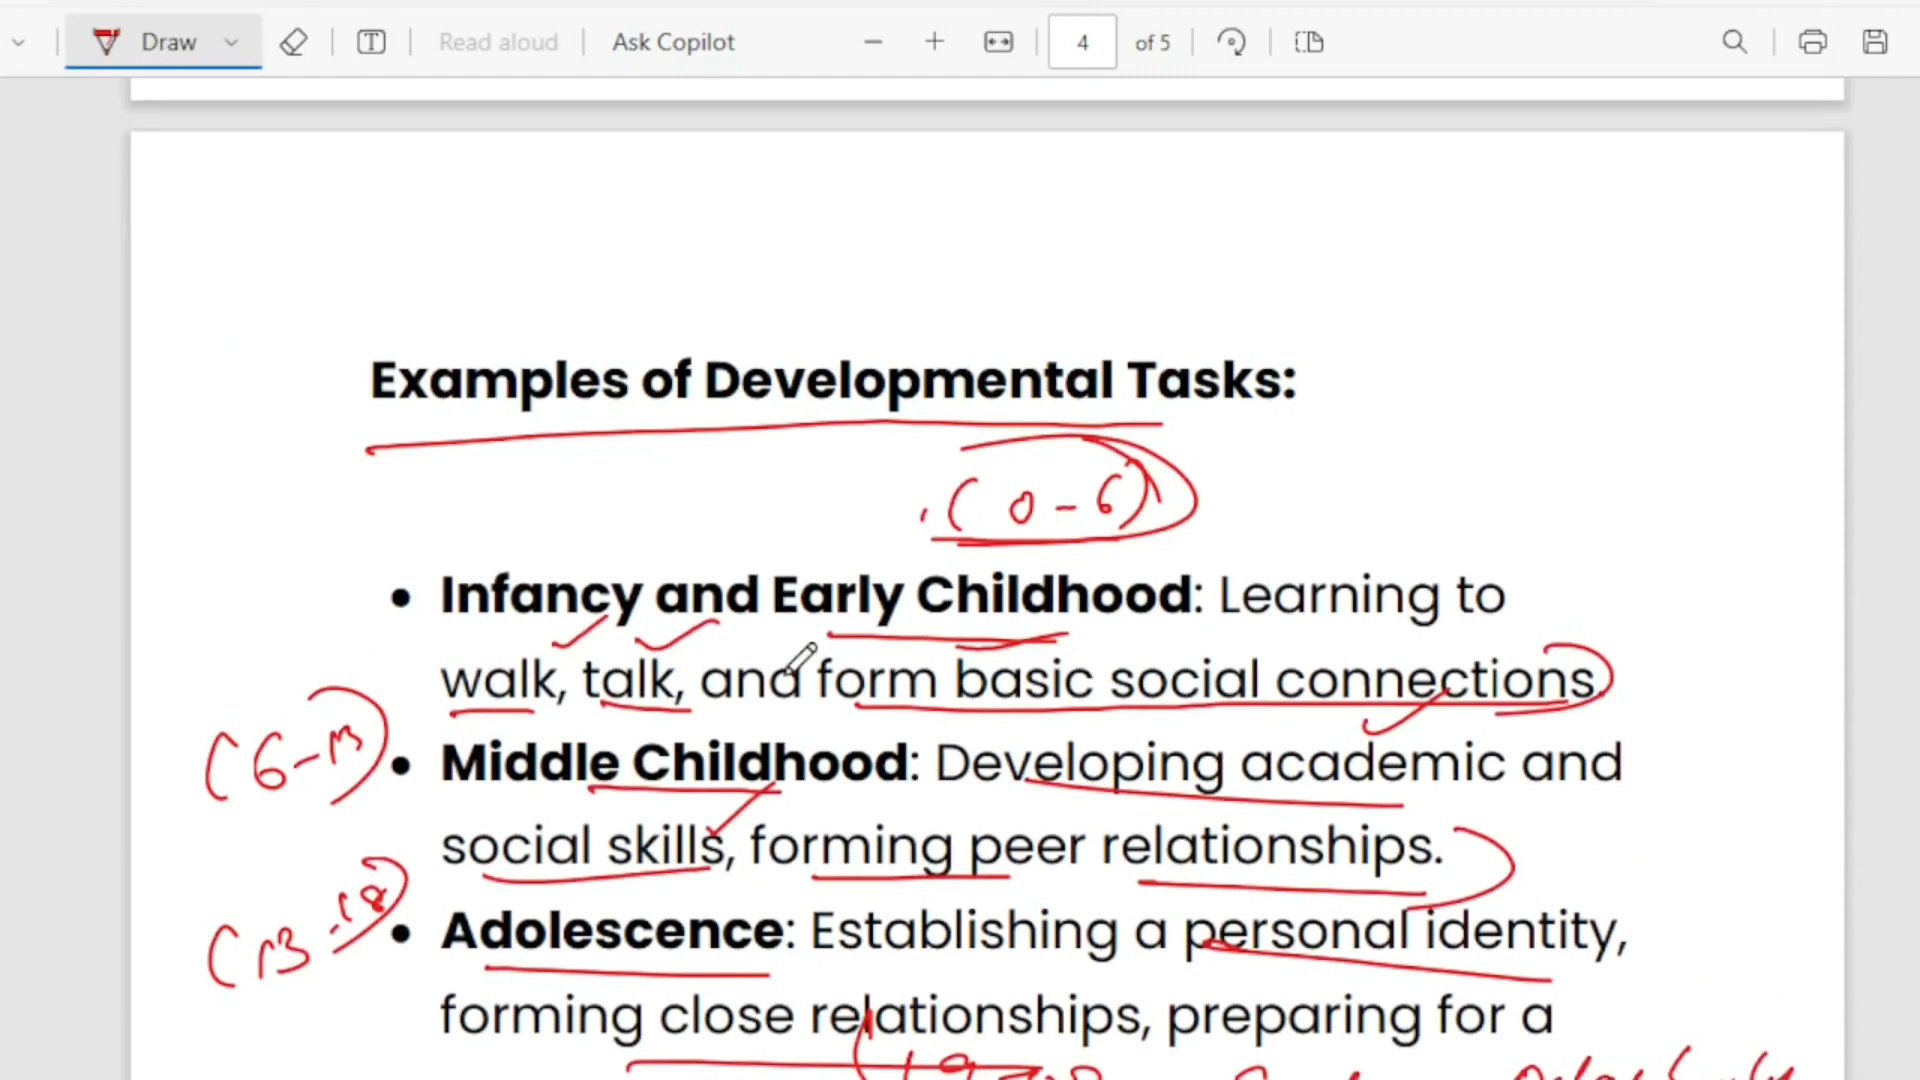 Draw
Read aloud
Ask Copilot
4 of 5
Examples of Developmental Tasks:
(0-6)
• Infancy and Early Childhood: Learning to
walk, talk, and form basic social connections.
(6-13)
• Middle Childhood: Developing academic and
social skills, forming peer relationships.
(13-18)
• Adolescence: Establishing a personal identity,
forming close relationships, preparing for a